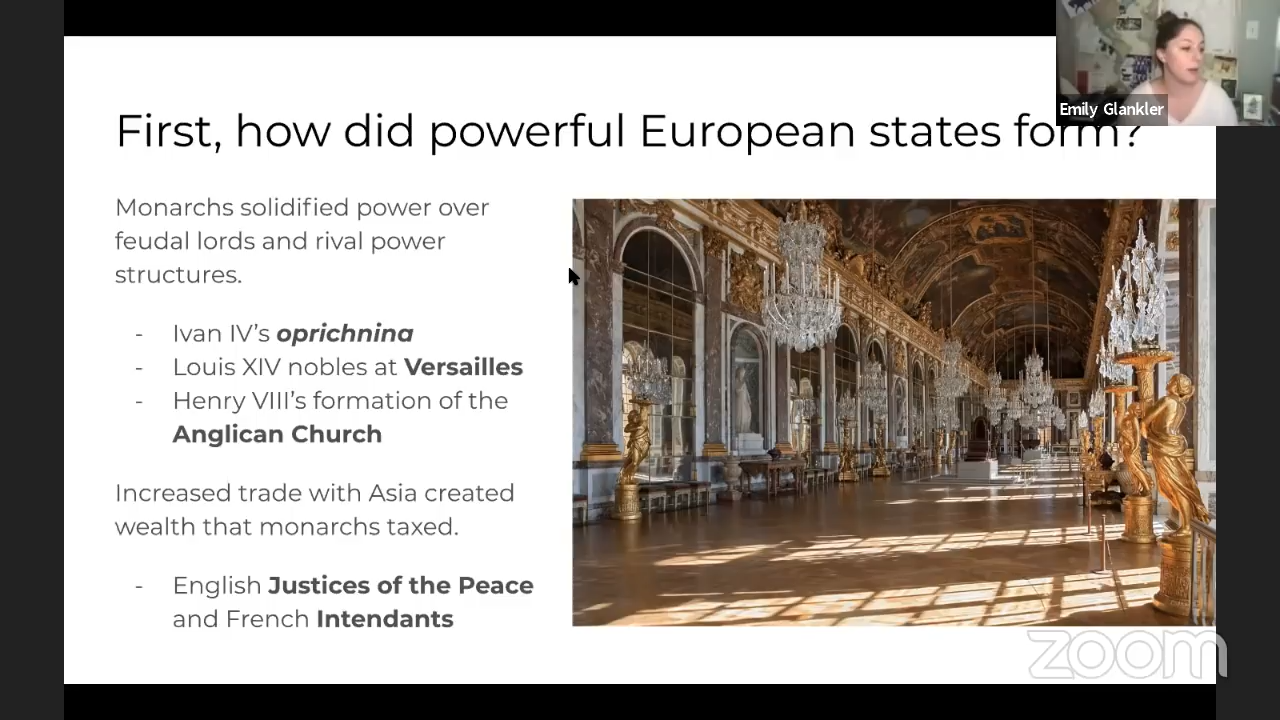 Emily Glankler
First, how did powerful European states form?
Monarchs solidified power over
feudal lords and rival power
structures.
- Ivan IV's oprichnina
- Louis XIV nobles at Versailles
- Henry VIII's formation of the
Anglican Church
Increased trade with Asia created
wealth that monarchs taxed.
- English Justices of the Peace
and French Intendants
zoom